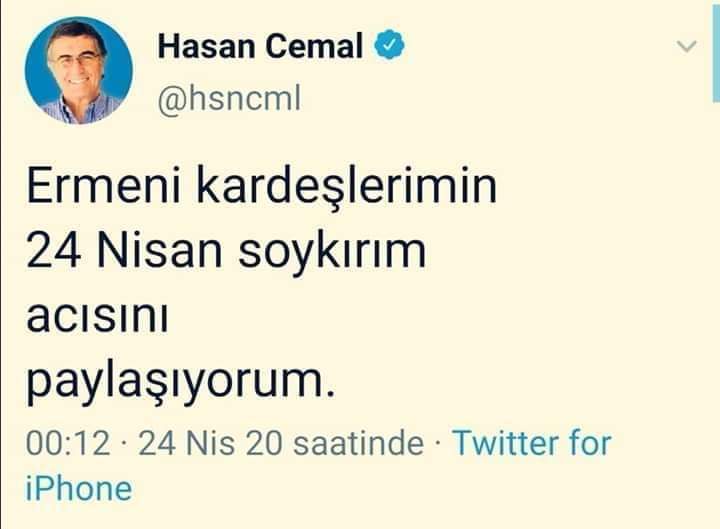 Hasan Cemal
@hsncml
Ermeni kardeşlerimin
24 Nisan soykırım
acısını
paylaşıyorum.
00:12 · 24 Nis 20 saatinde · Twitter for
iPhone